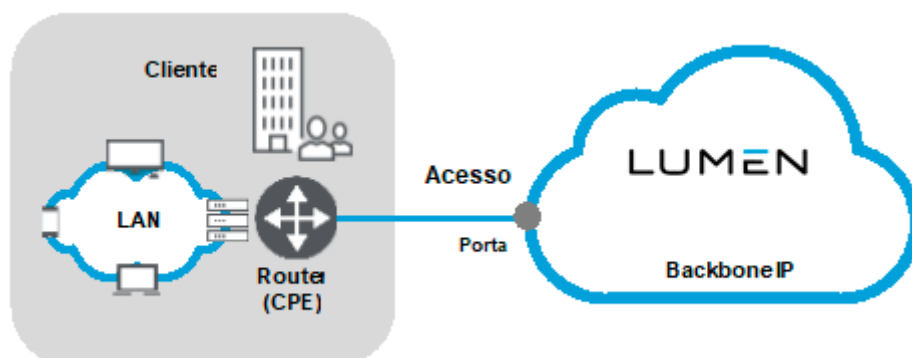 Cliente
LUMEN
Acesso
LAN
Porta
Router
(CPE)
Backbone IP